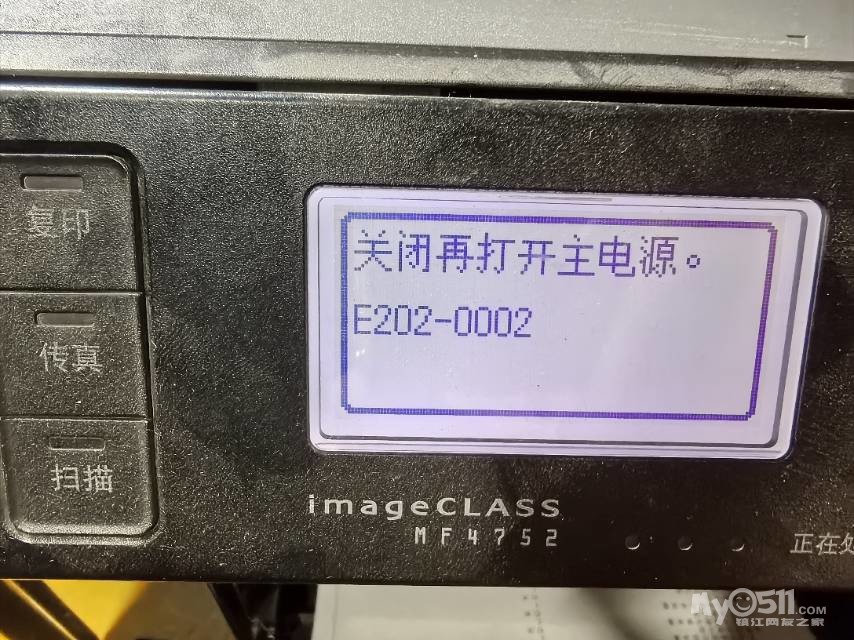 复印
传真
扫描
关闭再打开主电源。
E202-0002
imageCLASS
MF4752
正在处
My0511.COM
镇江网友之家